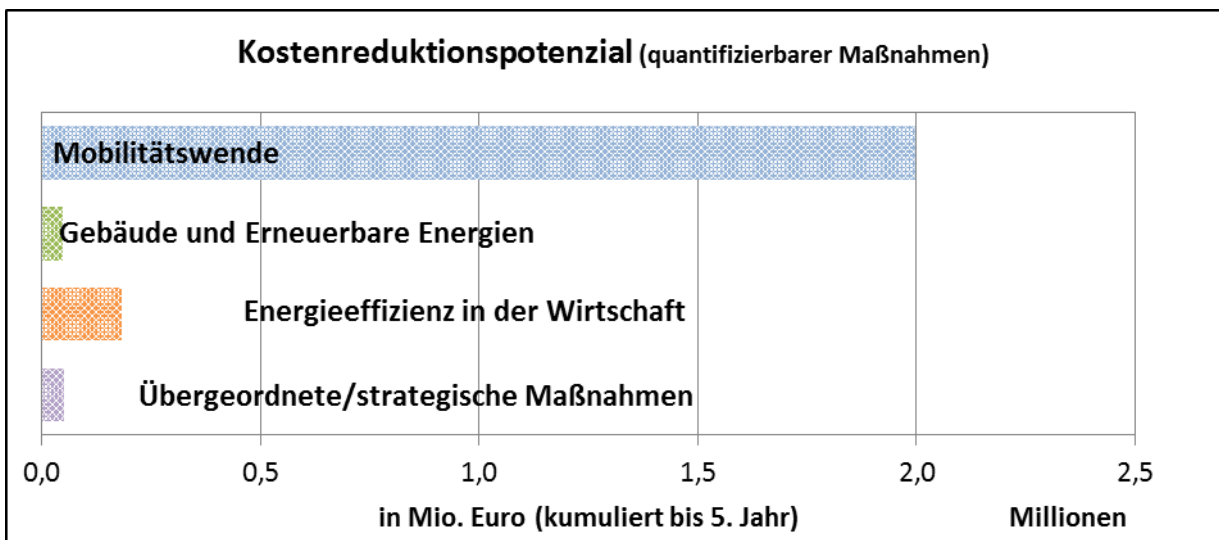 Kostenreduktionspotenzial (quantifizierbarer Maßnahmen)
Mobilitätswende
Gebäude und Erneuerbare Energien
Energieeffizienz in der Wirtschaft
Übergeordnete/strategische Maßnahmen
0,0 0,5 1,0 1,5 2,0 2,5
in Mio. Euro (kumuliert bis 5. Jahr) Millionen